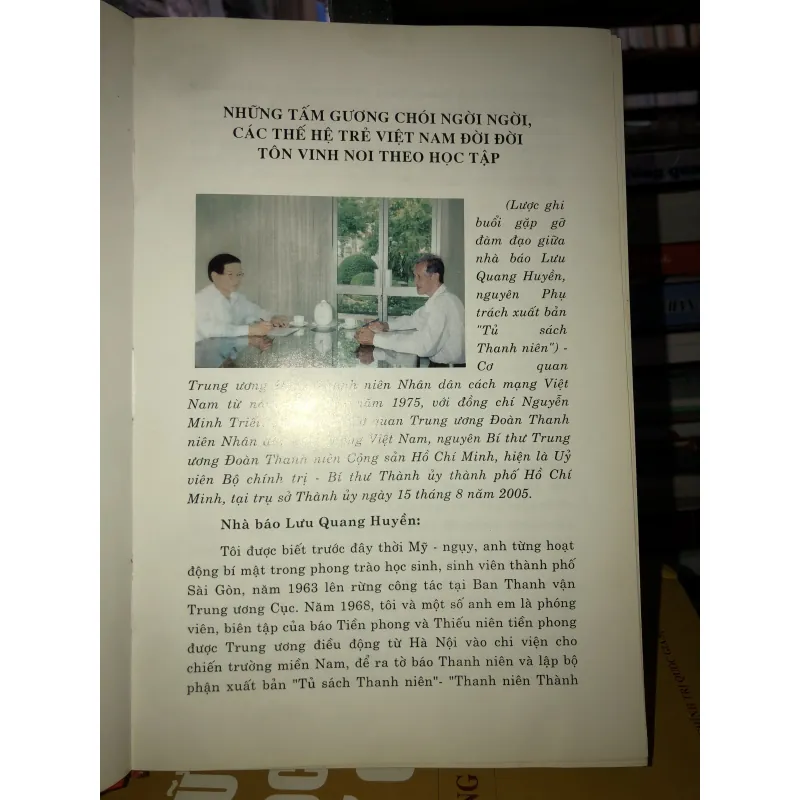 NHỮNG TẤM GƯƠNG CHÓI NGỜI NGỜI,
CÁC THẾ HỆ TRẺ VIỆT NAM ĐỜI ĐỜI
TÔN VINH NOI THEO HỌC TẬP
(Lược ghi
buổi gặp gỡ
đàm đạo giữa
nhà báo Lưu
Quang Huyền,
nguyên Phụ
trách xuất bản
"Tủ sách
Thanh niên") -
Cơ quan
Trung ương niên Nhân dân cách mạng Việt
Nam từ năm 1975, với đồng chí Nguyễn
Minh Triết, quan Trung ương Đoàn Thanh
niên Nhân Việt Nam, nguyên Bí thư Trung
ương Đoàn Thanh niên Cộng sản Hồ Chí Minh, hiện là Uỷ
viên Bộ chính trị - Bí thư Thành ủy thành phố Hồ Chí
Minh, tại trụ sở Thành ủy ngày 15 tháng 8 năm 2005.
Nhà báo Lưu Quang Huyền:
Tôi được biết trước đây thời Mỹ - ngụy, anh từng hoạt
động bí mật trong phong trào học sinh, sinh viên thành phố
Sài Gòn, năm 1963 lên rừng công tác tại Ban Thanh vận
Trung ương Cục. Năm 1968, tôi và một số anh em là phóng
viên, biên tập của báo Tiền phong và Thiếu niên tiền phong
được Trung ương điều động từ Hà Nội vào chi viện cho
chiến trường miền Nam, để ra tờ báo Thanh niên và lập bộ
phận xuất bản "Tủ sách Thanh niên"- "Thanh niên Thành